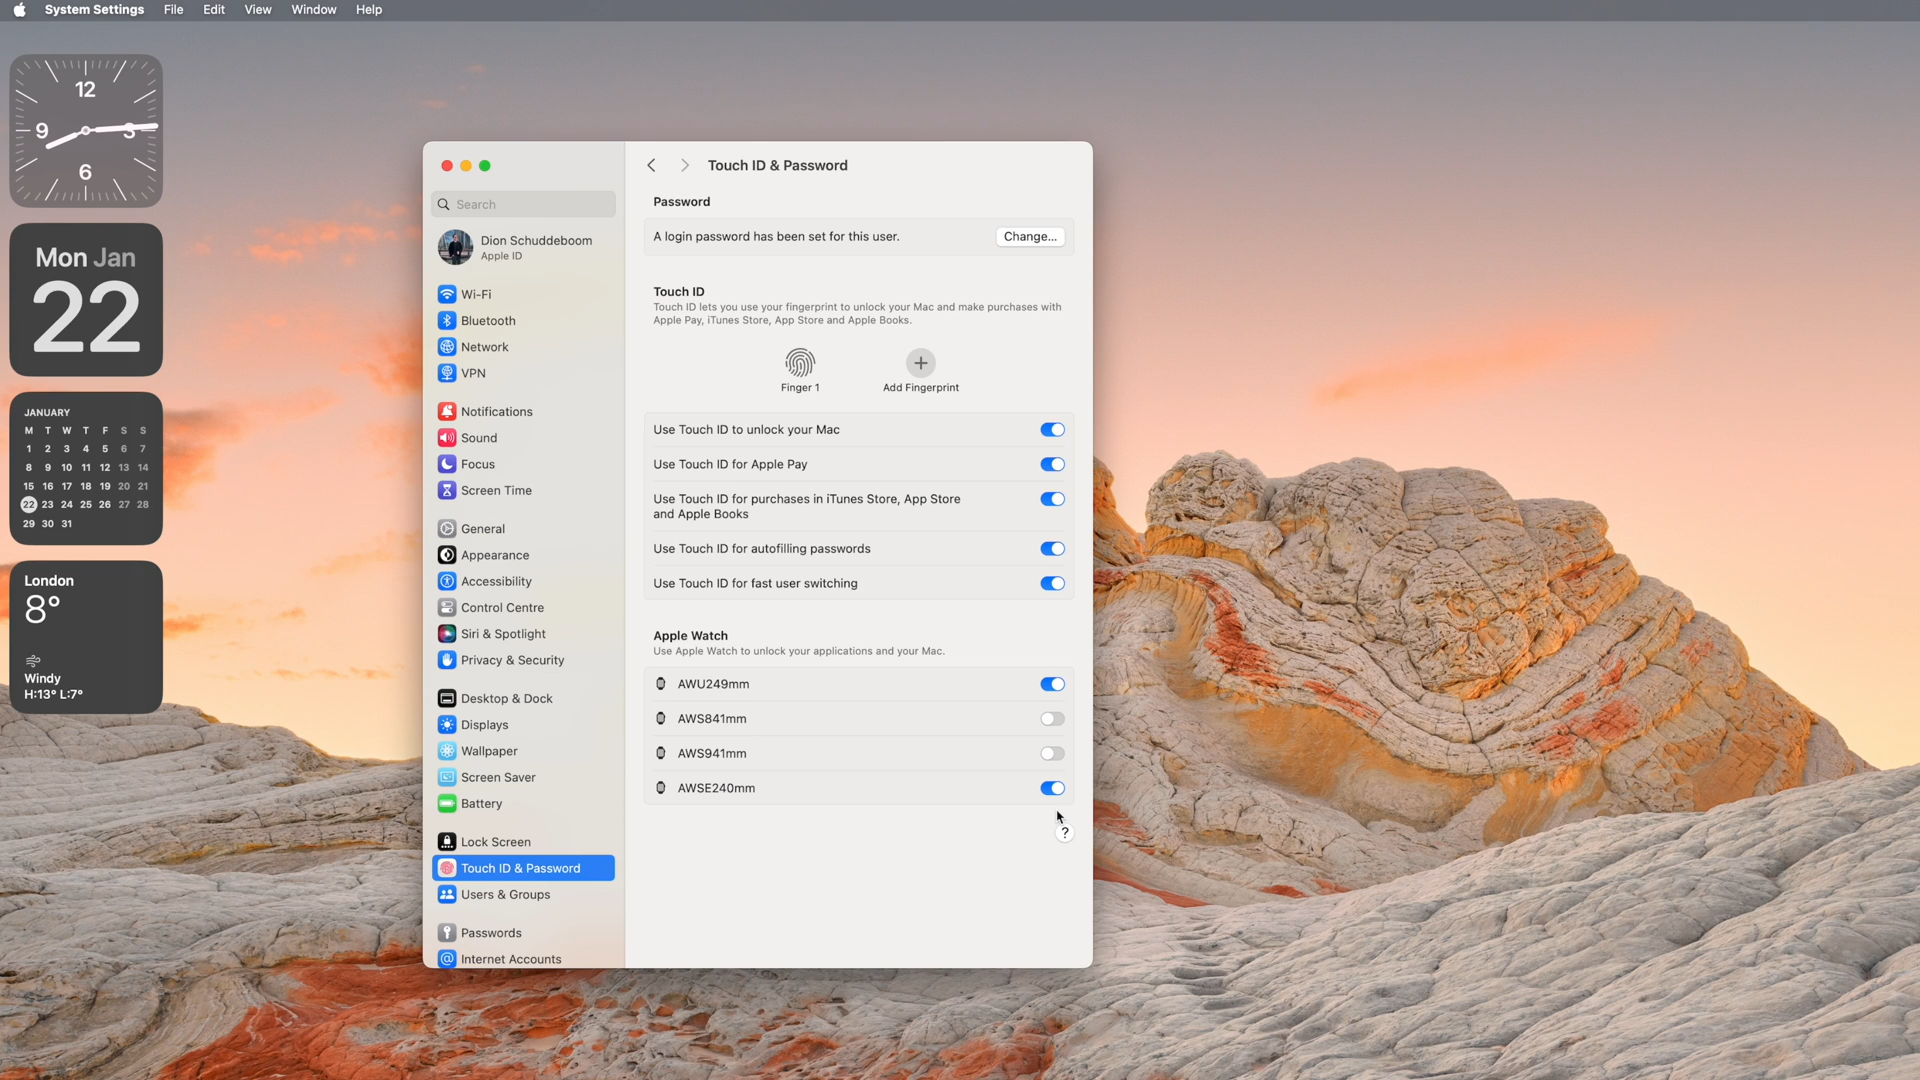 System Settings File Edit View Window Help
12
9 3
6
Mon Jan
22
JANUARY
M T W T F S S
1 2 3 4 5 6 7
8 9 10 11 12 13 14
15 16 17 18 19 20 21
22 23 24 25 26 27 28
29 30 31
London
8°
Windy
H:13° L:7°
Search
Dion Schuddeboom
Apple ID
Wi-Fi
Bluetooth
Network
VPN
Notifications
Sound
Focus
Screen Time
General
Appearance
Accessibility
Control Centre
Siri & Spotlight
Privacy & Security
Desktop & Dock
Displays
Wallpaper
Screen Saver
Battery
Lock Screen
Touch ID & Password
Users & Groups
Passwords
Internet Accounts
Touch ID & Password
Password
A login password has been set for this user. Change...
Touch ID
Touch ID lets you use your fingerprint to unlock your Mac and make purchases with
Apple Pay, iTunes Store, App Store and Apple Books.
Finger 1 Add Fingerprint
Use Touch ID to unlock your Mac
Use Touch ID for Apple Pay
Use Touch ID for purchases in iTunes Store, App Store
and Apple Books
Use Touch ID for autofilling passwords
Use Touch ID for fast user switching
Apple Watch
Use Apple Watch to unlock your applications and your Mac.
AWU249mm
AWS841mm
AWS941mm
AWSE240mm
?